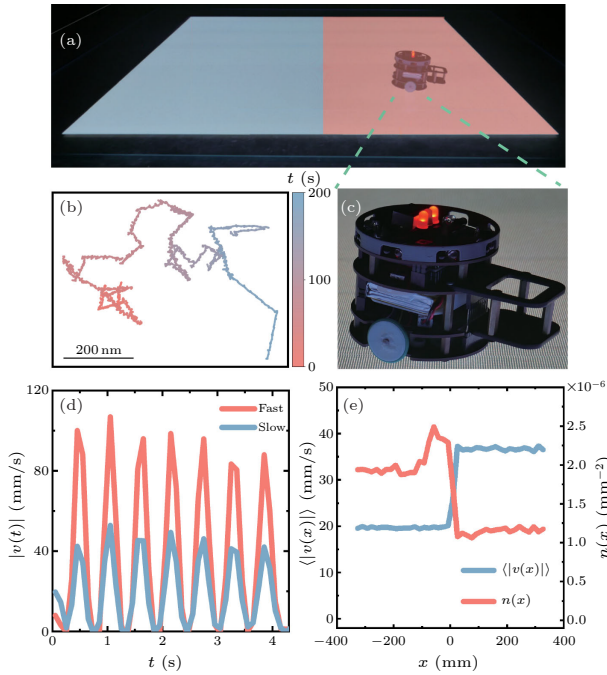 (a)
t (s)
(b)
200
100
0
200 nm
(c)
(d)
120
80
40
0
|v(t)| (mm/s)
Fast
Slow
0
1
2
3
4
t (s)
(e)
50
40
30
20
10
0
⟨|v(x)|⟩ (mm/s)
×10⁻⁶
2.5
2.0
1.5
1.0
0.5
0.0
n(x) (mm⁻²)
⟨|v(x)|⟩
n(x)
−400
−200
0
200
400
x (mm)